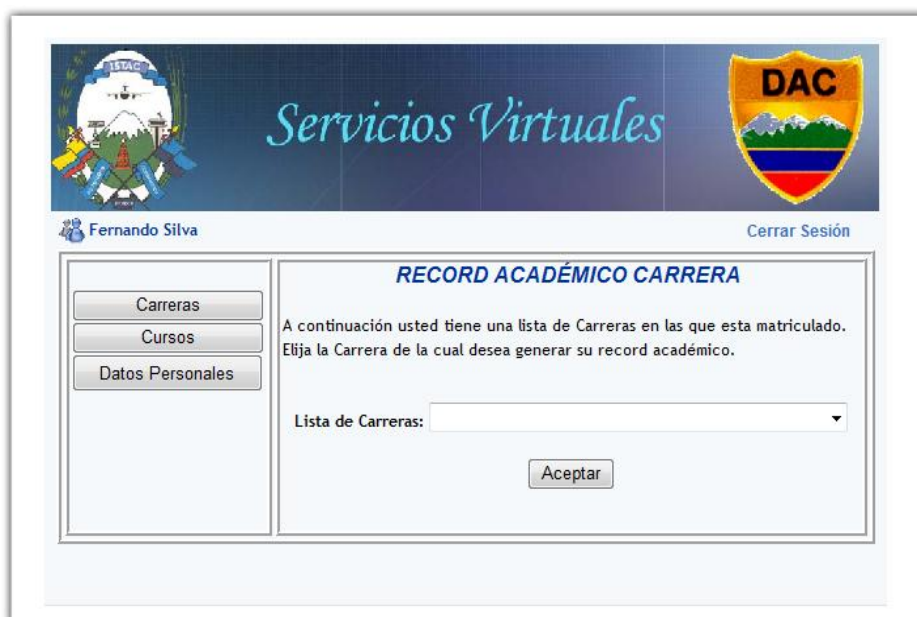 ISTAC
DAC
Servicios Virtuales
Fernando Silva
Cerrar Sesión
RECORD ACADÉMICO CARRERA
Carreras
Cursos
Datos Personales
A continuación usted tiene una lista de Carreras en las que esta matriculado.
Elija la Carrera de la cual desea generar su record académico.
Lista de Carreras:
Aceptar